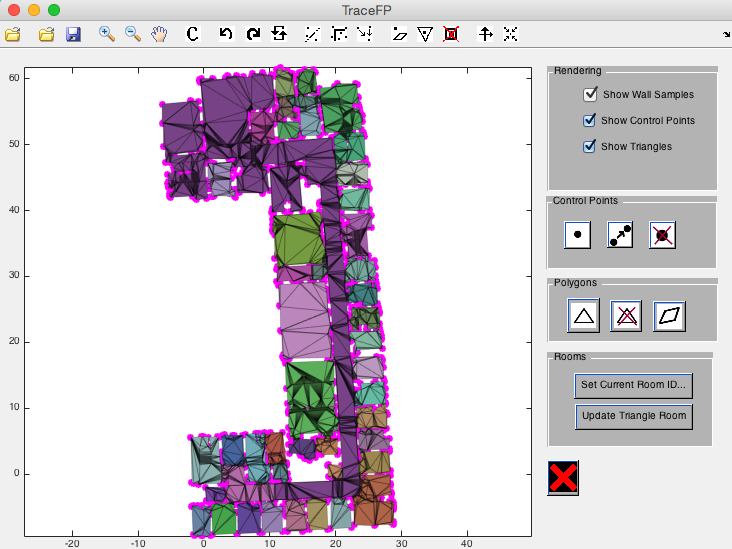 TraceFP
C
Rendering
Show Wall Samples
Show Control Points
Show Triangles
Control Points
Polygons
Rooms
Set Current Room ID...
Update Triangle Room
60
50
40
30
20
10
0
-20
-10
0
10
20
30
40